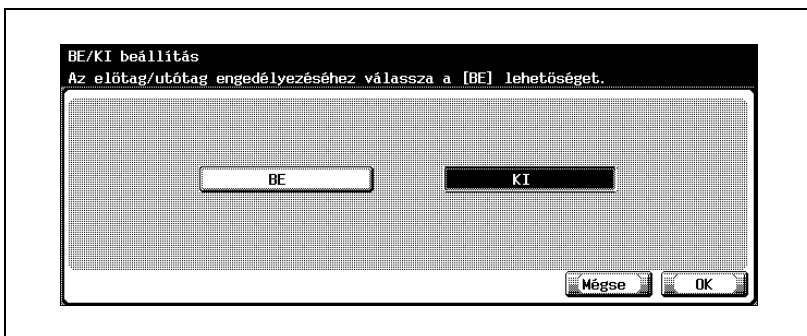 BE/KI beállítás
Az előtag/utótag engedélyezéséhez válassza a [BE] lehetőséget.
BE KI
Mégse OK